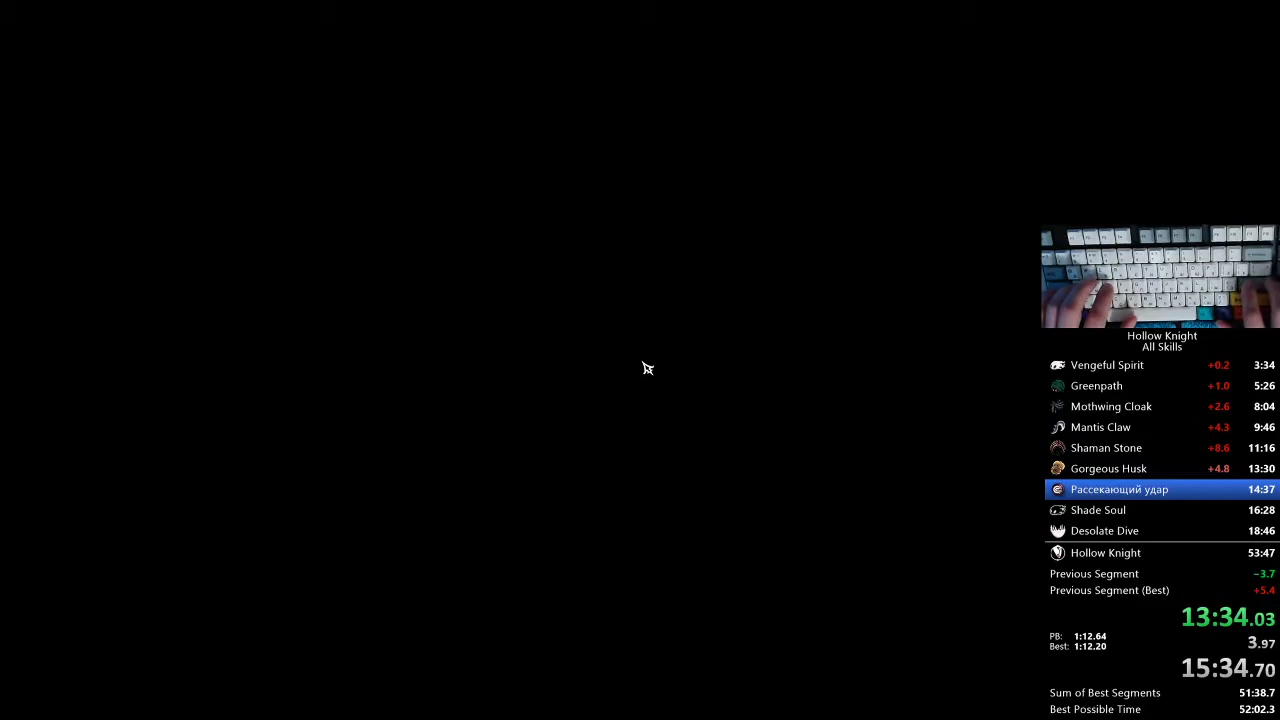 Hollow Knight
All Skills
Vengeful Spirit +0.2 3:34
Greenpath +1.0 5:26
Mothwing Cloak +2.6 8:04
Mantis Claw +4.3 9:46
Shaman Stone +8.6 11:16
Gorgeous Husk +4.8 13:30
Рассекающий удар 14:37
Shade Soul 16:28
Desolate Dive 18:46
Hollow Knight 53:47
Previous Segment −3.7
Previous Segment (Best) +5.4
13:34.03
PB: 1:12.64
Best: 1:12.20
3.97
15:34.70
Sum of Best Segments 51:38.7
Best Possible Time 52:02.3